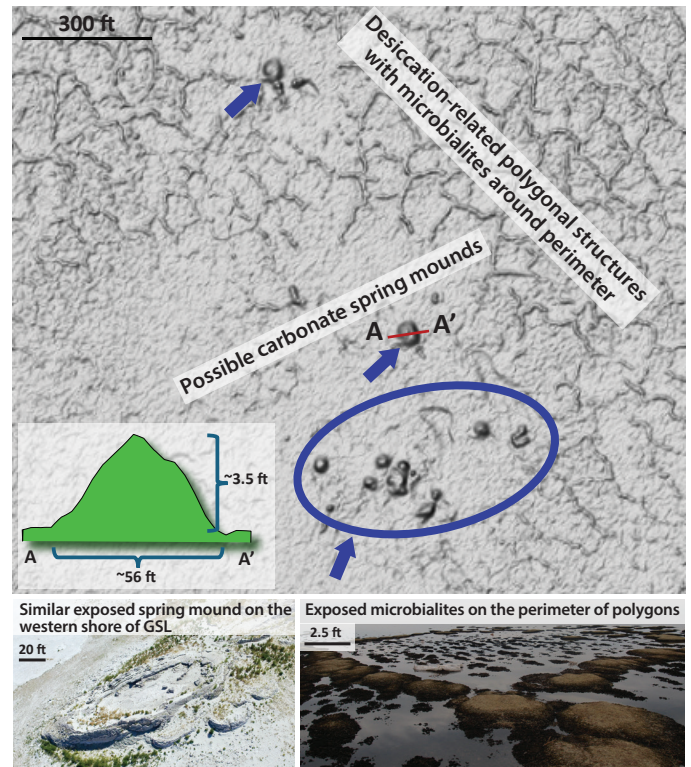 300 ft
Desiccation-related polygonal structures
with microbialites around perimeter
Possible carbonate spring mounds
A
A’
~3.5 ft
A
A’
~56 ft
Similar exposed spring mound on the
western shore of GSL
20 ft
Exposed microbialites on the perimeter of polygons
2.5 ft